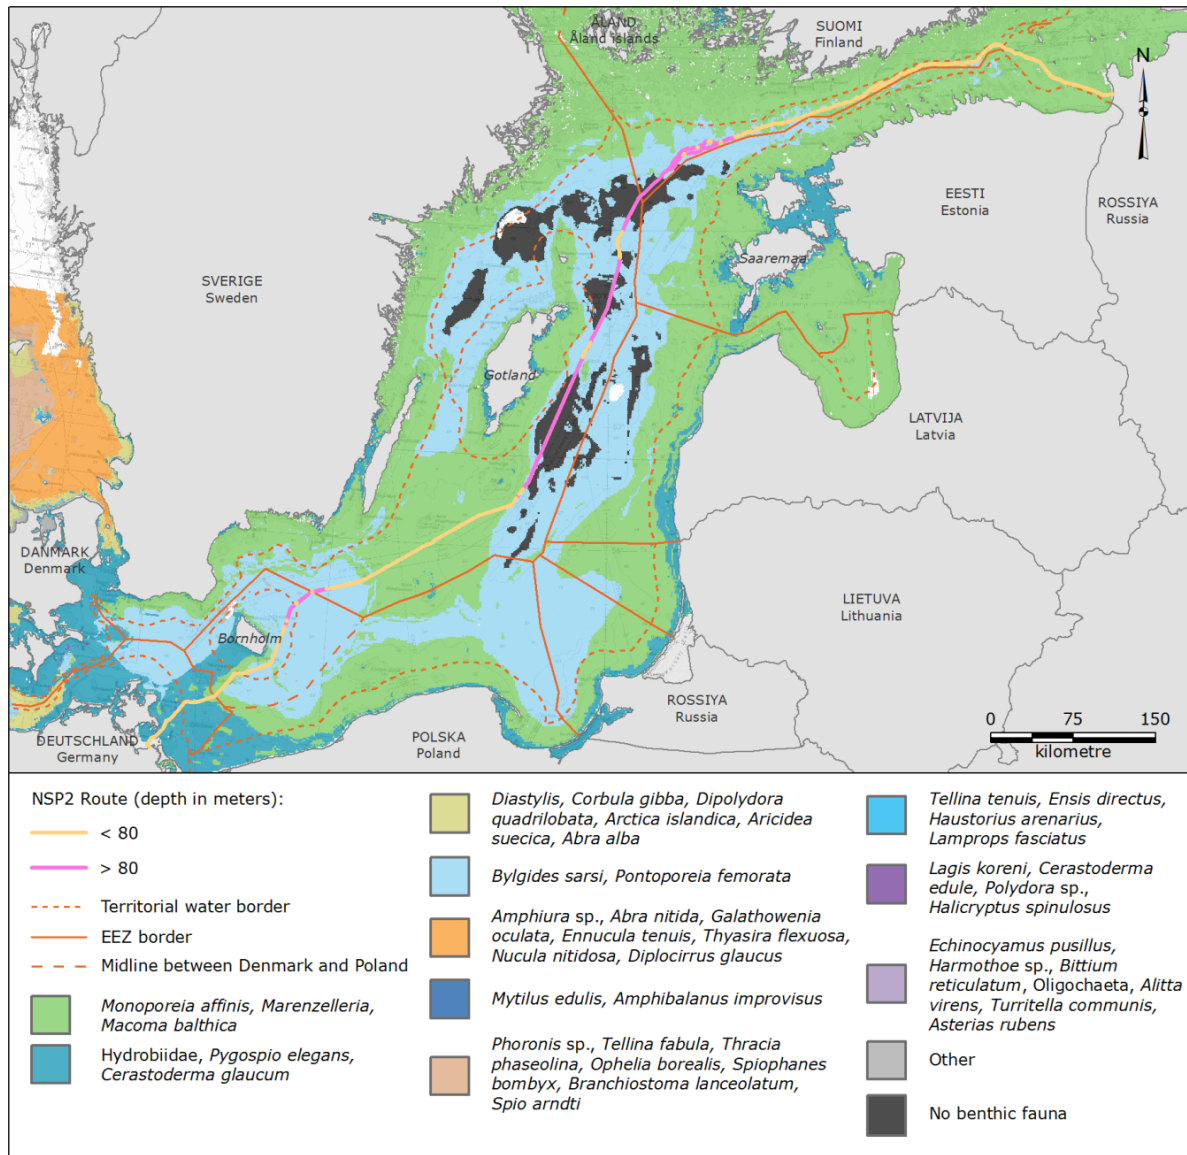 ÅLAND
Åland islands
SUOMI
Finland
N
EESTI
Estonia
ROSSIYA
Russia
SVERIGE
Sweden
Saaremaa
Gotland
LATVIJA
Latvia
DANMARK
Denmark
LIETUVA
Lithuania
Bornholm
ROSSIYA
Russia
DEUTSCHLAND
Germany
POLSKA
Poland
0 75 150
kilometre
NSP2 Route (depth in meters):
< 80
> 80
Territorial water border
EEZ border
Midline between Denmark and Poland
Monoporeia affinis, Marenzelleria,
Macoma balthica
Hydrobiidae, Pygospio elegans,
Cerastoderma glaucum
Diastylis, Corbula gibba, Dipolydora
quadrilobata, Arctica islandica, Aricidea
suecica, Abra alba
Bylgides sarsi, Pontoporeia femorata
Amphiura sp., Abra nitida, Galathowenia
oculata, Ennucula tenuis, Thyasira flexuosa,
Nucula nitidosa, Diplocirrus glaucus
Mytilus edulis, Amphibalanus improvisus
Phoronis sp., Tellina fabula, Thracia
phaseolina, Ophelia borealis, Spiophanes
bombyx, Branchiostoma lanceolatum,
Spio arndti
Tellina tenuis, Ensis directus,
Haustorius arenarius,
Lamprops fasciatus
Lagis koreni, Cerastoderma
edule, Polydora sp.,
Halicryptus spinulosus
Echinocyamus pusillus,
Harmothoe sp., Bittium
reticulatum, Oligochaeta, Alitta
virens, Turritella communis,
Asterias rubens
Other
No benthic fauna